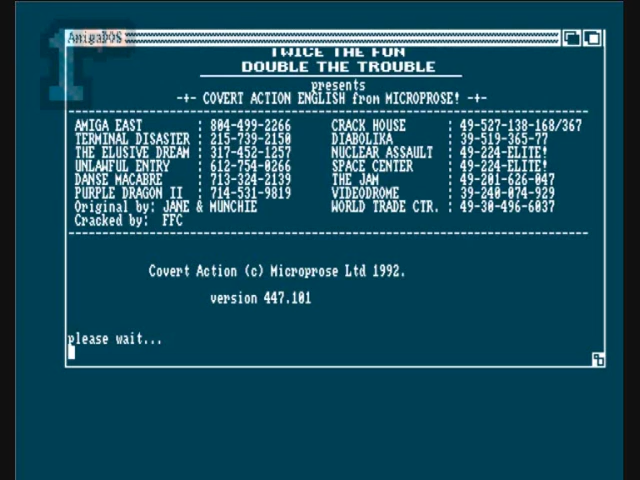 AmigaDOS
TWICE THE FUN
DOUBLE THE TROUBLE
presents
-+- COVERT ACTION ENGLISH from MICROPROSE! -+-
AMIGA EAST : 804-499-2266 CRACK HOUSE : 49-527-138-168/367
TERMINAL DISASTER : 215-739-2150 DIABOLIKA : 39-519-365-77
THE ELUSIVE DREAM : 317-452-1257 NUCLEAR ASSAULT : 49-224-ELITE!
UNLAWFUL ENTRY : 612-754-0266 SPACE CENTER : 49-224-ELITE!
DANSE MACABRE : 713-324-2139 THE JAM : 49-201-626-047
PURPLE DRAGON II : 714-531-9819 VIDEODROME : 39-240-074-929
Original by: JANE & MUNCHIE WORLD TRADE CTR. : 49-30-496-6037
Cracked by: FFC
Covert Action (c) Microprose Ltd 1992.
version 447.101
please wait...